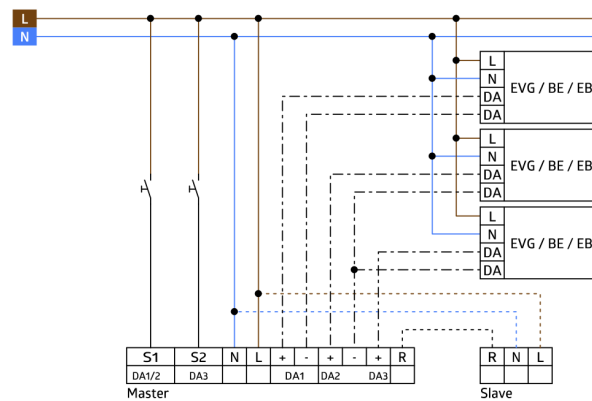 L
N
L
N
DA
DA
EVG / BE / EB
L
N
DA
DA
EVG / BE / EB
L
N
DA
DA
EVG / BE / EB
S1 S2 N L + - + - + R
DA1/2 DA3 DA1 DA2 DA3
Master
R N L
Slave